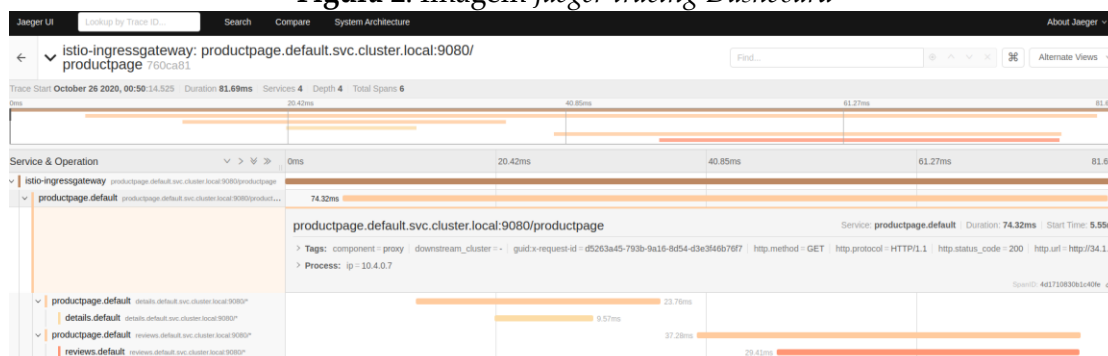 Figura 2. Imagem Jaeger tracing Dashboard
Jaeger UI Lookup by Trace ID... Search Compare System Architecture About Jaeger
istio-ingressgateway: productpage.default.svc.cluster.local:9080/
productpage 760ca81
Find... Alternate Views
Trace Start October 26 2020, 00:50:14.525 Duration 81.69ms Services 4 Depth 4 Total Spans 6
0ms 20.42ms 40.85ms 61.27ms 81.6
Service & Operation 0ms 20.42ms 40.85ms 61.27ms 81.6
istio-ingressgateway productpage.default.svc.cluster.local:9080/productpage
productpage.default productpage.default.svc.cluster.local:9080/product... 74.32ms
productpage.default.svc.cluster.local:9080/productpage Service: productpage.default Duration: 74.32ms Start Time: 5.55
Tags: component = proxy downstream_cluster = - guid:x-request-id = d5263a45-793b-9a16-8d54-d3e3f46b76f7 http.method = GET http.protocol = HTTP/1.1 http.status_code = 200 http.url = http://34.1
Process: ip = 10.4.0.7
SpanID: 4d1710830b1c40fe
productpage.default details.default.svc.cluster.local:9080/* 23.76ms
details.default details.default.svc.cluster.local:9080/* 9.57ms
productpage.default reviews.default.svc.cluster.local:9080/* 37.28ms
reviews.default reviews.default.svc.cluster.local:9080/* 29.41ms